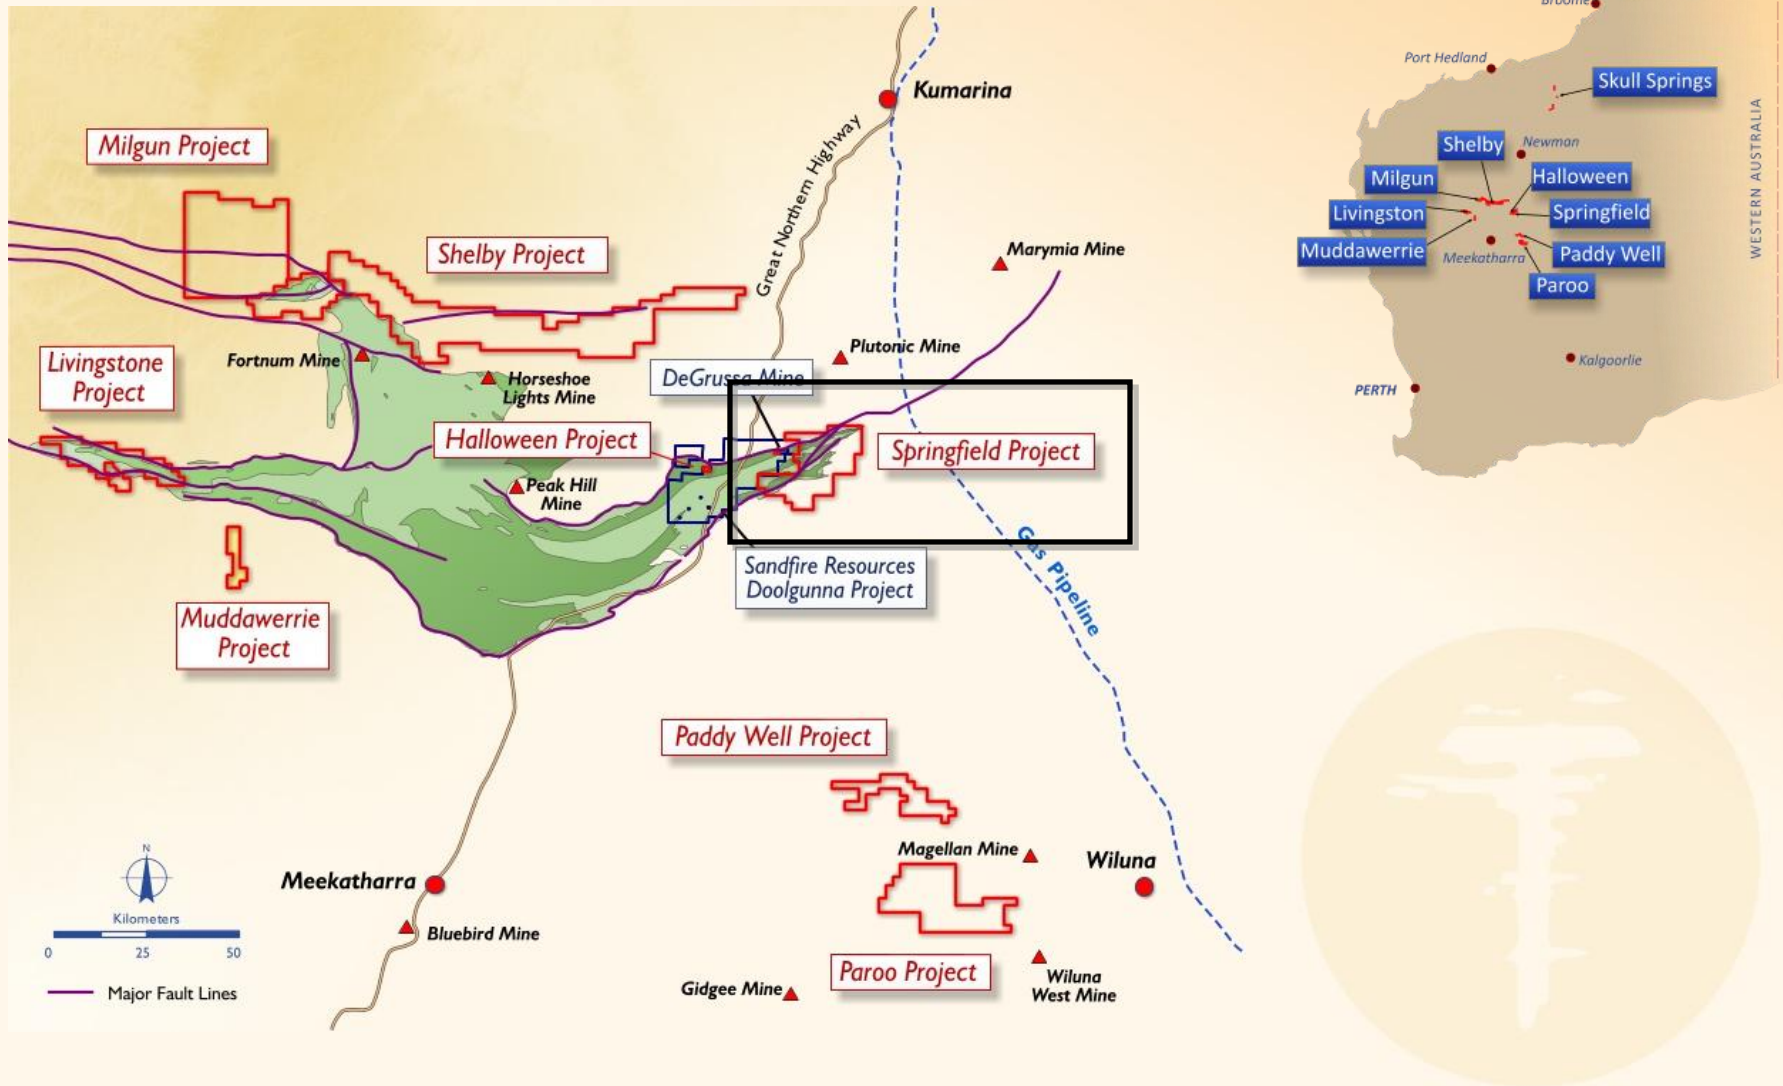 Kumarina
Great Northern Highway
Milgun Project
Shelby Project
Marymia Mine
Livingstone
Project
Fortnum Mine
Horseshoe
Lights Mine
Plutonic Mine
DeGrussa Mine
Halloween Project
Springfield Project
Peak Hill
Mine
Gas Pipeline
Sandfire Resources
Doolgunna Project
Muddawerrie
Project
Paddy Well Project
Magellan Mine
Wiluna
Meekatharra
Bluebird Mine
Paroo Project
Wiluna
West Mine
Gidgee Mine
N
Kilometers
0 25 50
Major Fault Lines
Broome
Port Hedland
Skull Springs
Shelby
Newman
Milgun
Halloween
Livingston
Springfield
Muddawerrie
Meekatharra
Paddy Well
Paroo
Kalgoorlie
PERTH
WESTERN AUSTRALIA